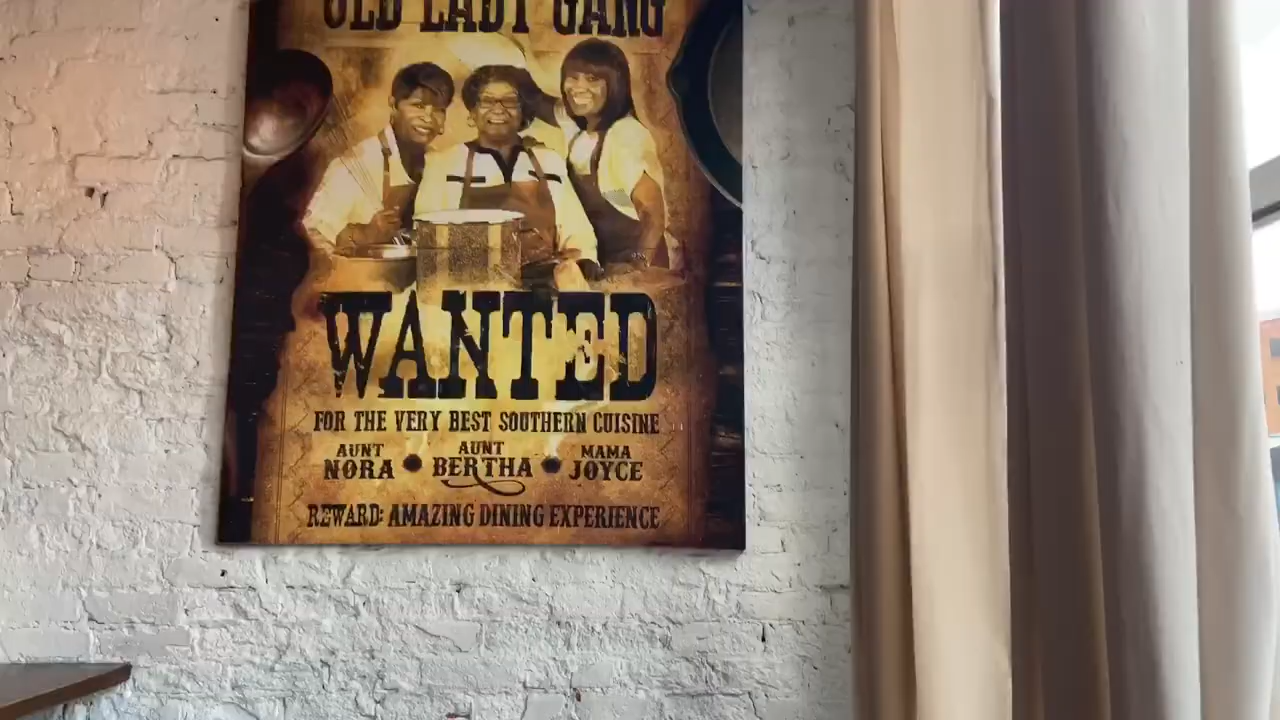 OLD LADY GANG
WANTED
FOR THE VERY BEST SOUTHERN CUISINE
AUNT NORA • AUNT BERTHA • MAMA JOYCE
REWARD: AMAZING DINING EXPERIENCE